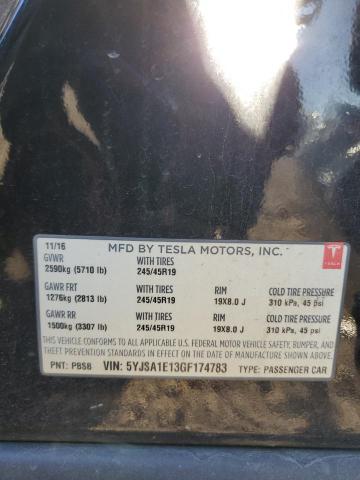 11/16 MFD BY TESLA MOTORS, INC.
GVWR WITH TIRES
2590kg (5710 lb) 245/45R19
GAWR FRT WITH TIRES RIM COLD TIRE PRESSURE
1276kg (2813 lb) 245/45R19 19X8.0 J 310 kPa, 45 psi
GAWR RR WITH TIRES RIM COLD TIRE PRESSURE
1500kg (3307 lb) 245/45R19 19X8.0 J 310 kPa, 45 psi
THIS VEHICLE CONFORMS TO ALL APPLICABLE U.S. FEDERAL MOTOR VEHICLE SAFETY, BUMPER, AND
THEFT PREVENTION STANDARDS IN EFFECT ON THE DATE OF MANUFACTURE SHOWN ABOVE.
PNT: PBSB VIN: 5YJSA1E13GF174783 TYPE: PASSENGER CAR
TESLA